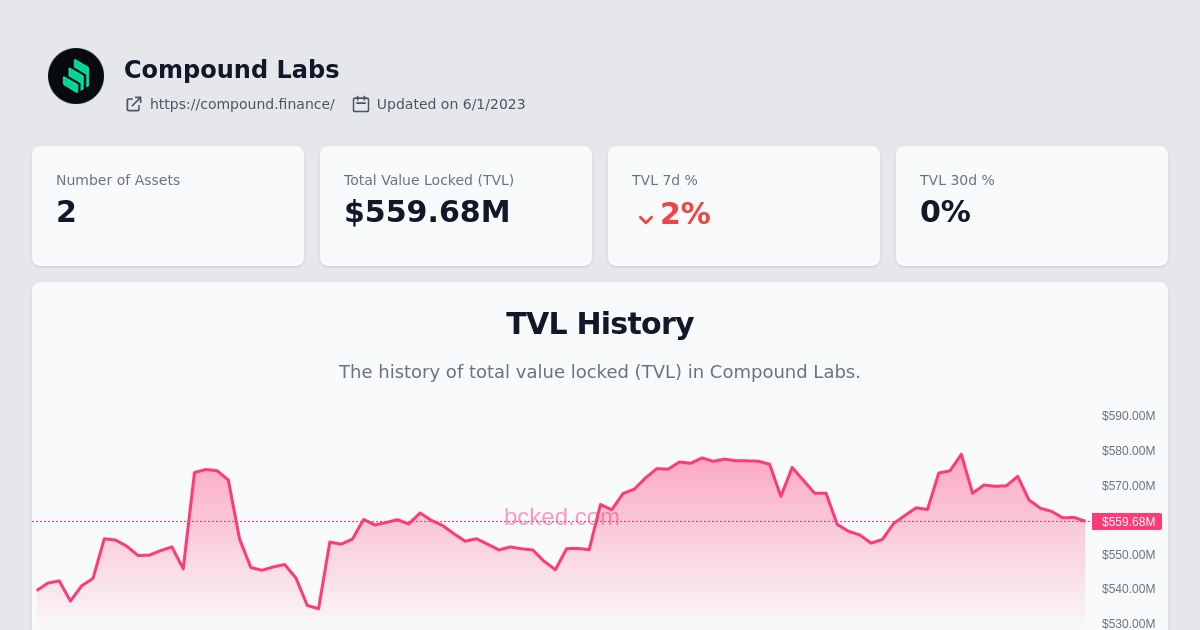 Compound Labs
https://compound.finance/ Updated on 6/1/2023
Number of Assets
2
Total Value Locked (TVL)
$559.68M
TVL 7d %
2%
TVL 30d %
0%
TVL History
The history of total value locked (TVL) in Compound Labs.
$590.00M
$580.00M
$570.00M
bcked.com
$559.68M
$550.00M
$540.00M
$530.00M